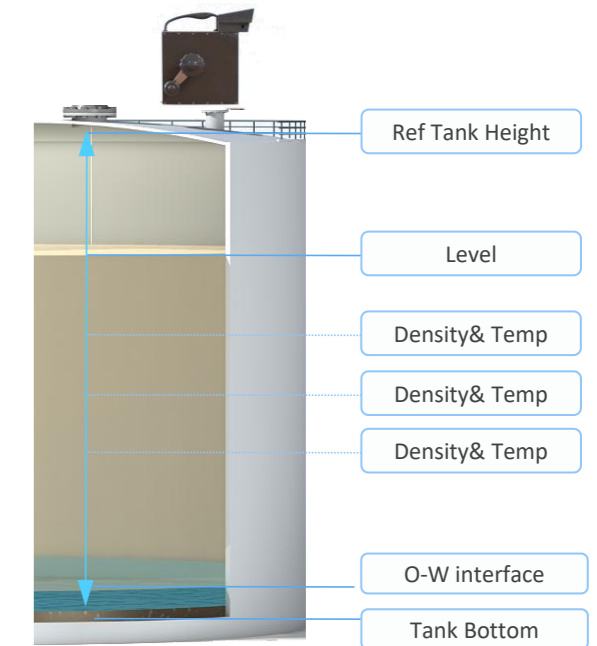 Ref Tank Height
Level
Density& Temp
Density& Temp
Density& Temp
O-W interface
Tank Bottom